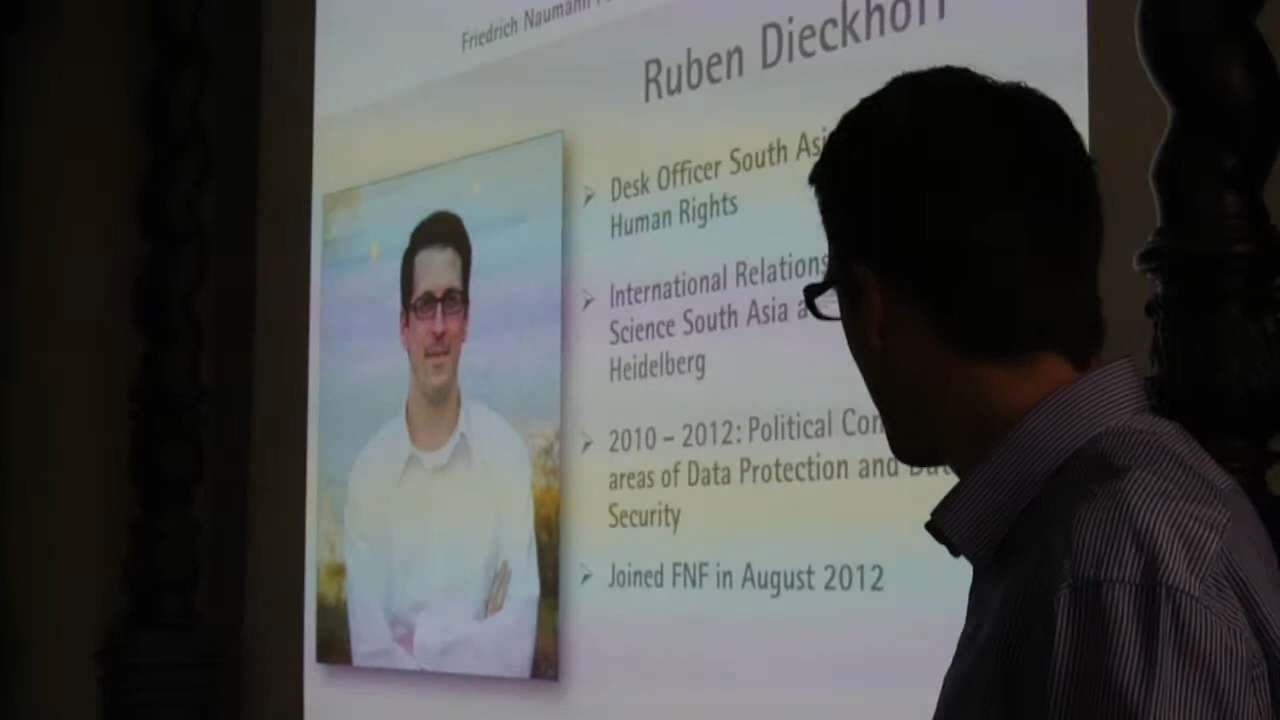 Friedrich Naumann
Ruben Dieckhoff
Desk Officer South Asi
Human Rights
International Relations
Science South Asia a
Heidelberg
2010 – 2012: Political Con
areas of Data Protection and
Security
Joined FNF in August 2012